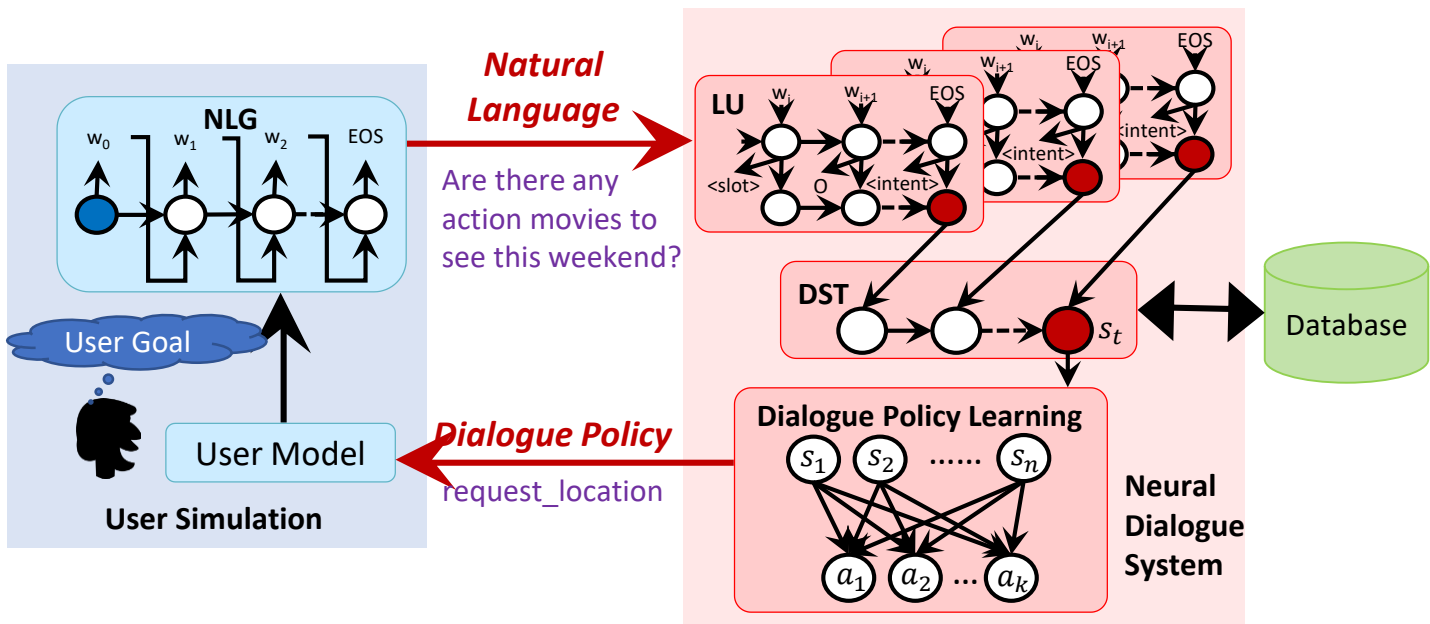 NLG
w0
w1
w2
EOS
User Goal
User Model
User Simulation
Natural
Language
Are there any
action movies to
see this weekend?
Dialogue Policy
request_location
LU
wi
wi+1
EOS
<slot>
O
<intent>
wi
wi+1
EOS
<intent>
wi
wi+1
EOS
<intent>
DST
St
Database
Dialogue Policy Learning
s1
s2
......
sn
a1
a2
...
ak
Neural
Dialogue
System